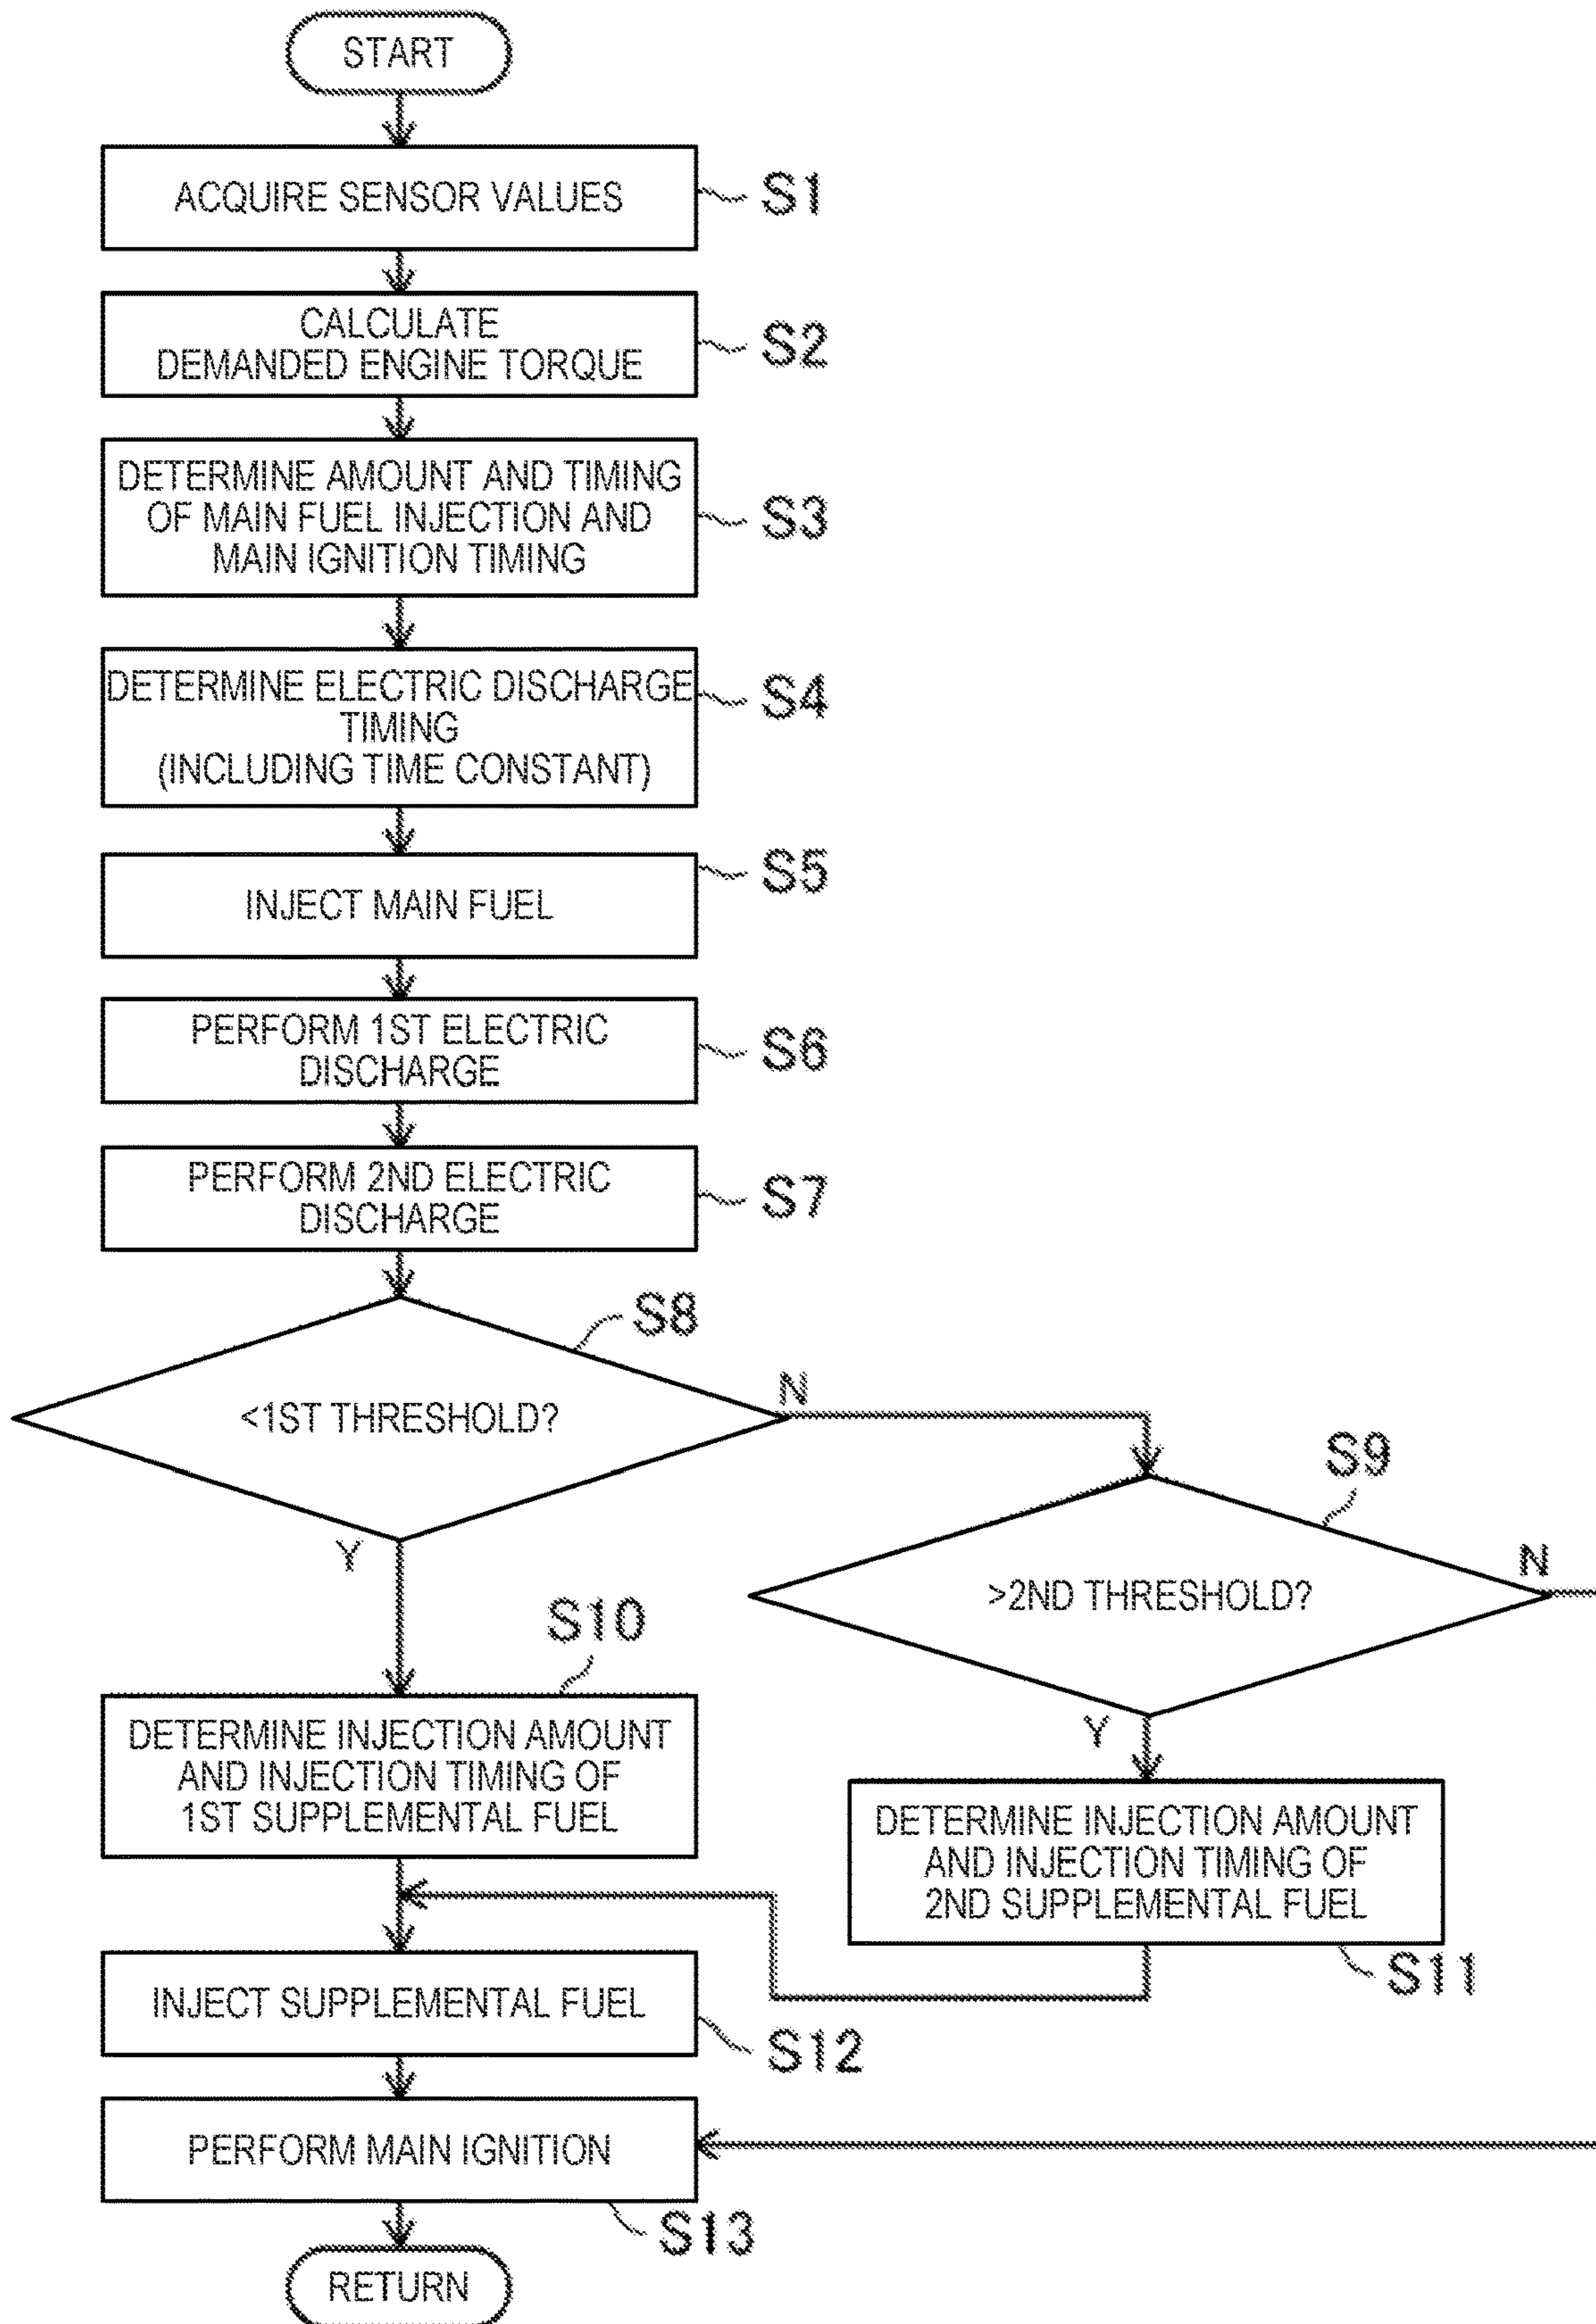 START
ACQUIRE SENSOR VALUES
S1
CALCULATE
DEMANDED ENGINE TORQUE
S2
DETERMINE AMOUNT AND TIMING
OF MAIN FUEL INJECTION AND
MAIN IGNITION TIMING
S3
DETERMINE ELECTRIC DISCHARGE
TIMING
(INCLUDING TIME CONSTANT)
S4
INJECT MAIN FUEL
S5
PERFORM 1ST ELECTRIC
DISCHARGE
S6
PERFORM 2ND ELECTRIC
DISCHARGE
S7
S8
<1ST THRESHOLD?
N
Y
S9
>2ND THRESHOLD?
N
Y
S10
DETERMINE INJECTION AMOUNT
AND INJECTION TIMING OF
1ST SUPPLEMENTAL FUEL
DETERMINE INJECTION AMOUNT
AND INJECTION TIMING OF
2ND SUPPLEMENTAL FUEL
S11
INJECT SUPPLEMENTAL FUEL
S12
PERFORM MAIN IGNITION
S13
RETURN